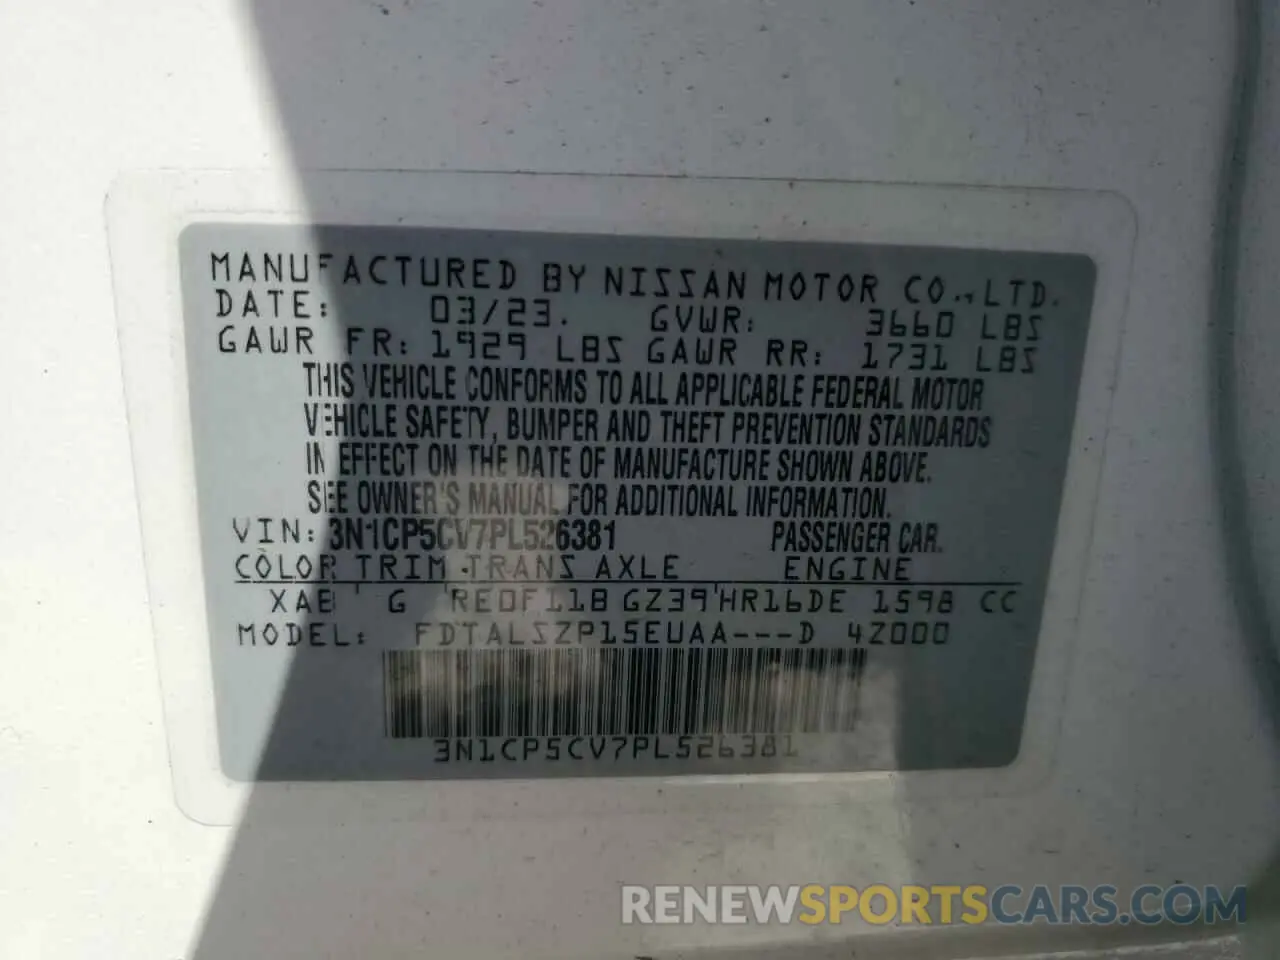 MANUFACTURED BY NISSAN MOTOR CO., LTD.
DATE: 03/23. GVWR: 3660 LBS
GAWR FR: 1929 LBS GAWR RR: 1731 LBS
THIS VEHICLE CONFORMS TO ALL APPLICABLE FEDERAL MOTOR
VEHICLE SAFETY, BUMPER AND THEFT PREVENTION STANDARDS
IN EFFECT ON THE DATE OF MANUFACTURE SHOWN ABOVE.
SEE OWNER'S MANUAL FOR ADDITIONAL INFORMATION.
VIN: 3N1CP5CV7PL526381 PASSENGER CAR.
COLOR TRIM TRANS AXLE ENGINE
XAB G RE0F11B GZ39 HR16DE 1598 CC
MODEL: FDTALSZP15EUAA---D 4Z000
3N1CP5CV7PL526381
RENEWSPORTSCARS.COM